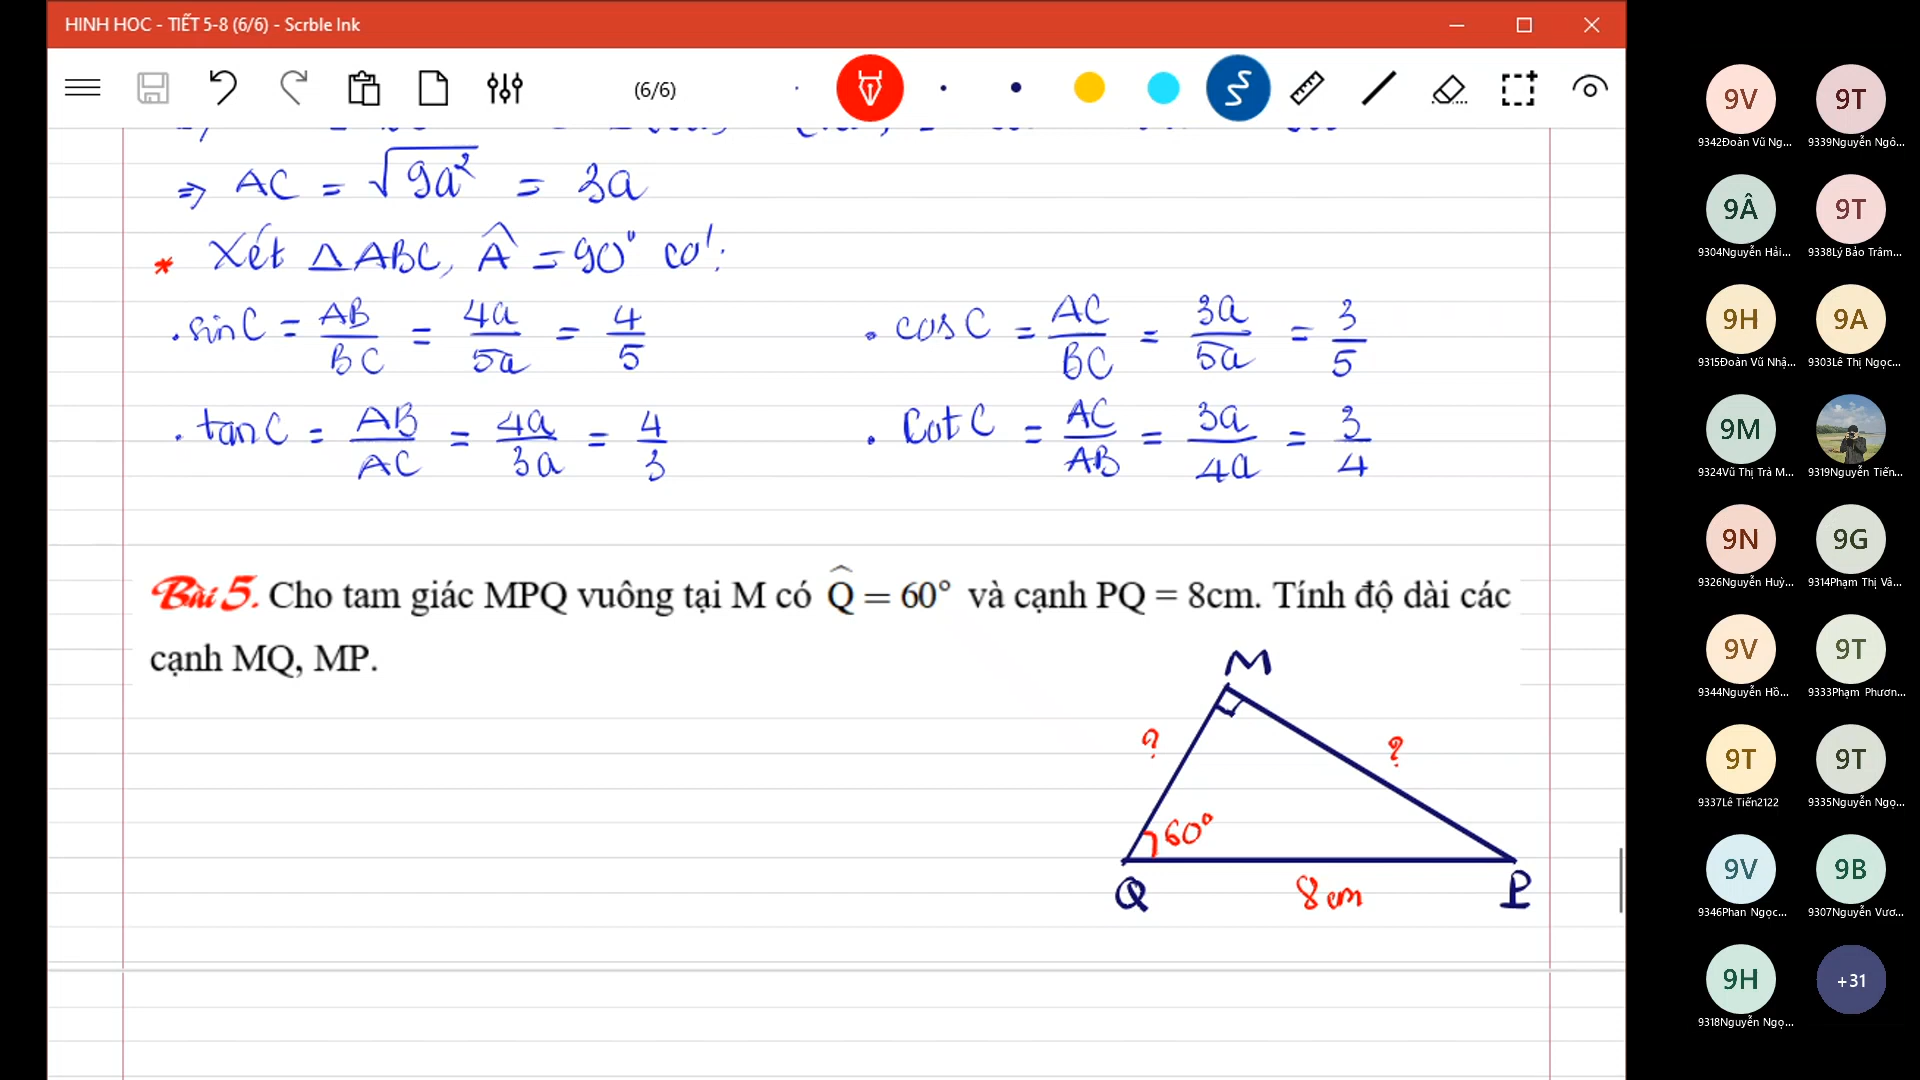 HINH HOC - TIẾT 5-8 (6/6) - Scrble Ink
(6/6)
⇒ AC = √9a² = 3a
* Xét △ABC, Â = 90° có:
. sin C = AB/BC = 4a/5a = 4/5
. cos C = AC/BC = 3a/5a = 3/5
. tan C = AB/AC = 4a/3a = 4/3
. Cot C = AC/AB = 3a/4a = 3/4
Bài 5. Cho tam giác MPQ vuông tại M có Q̂ = 60° và cạnh PQ = 8cm. Tính độ dài các
cạnh MQ, MP.
M
? ?
60°
Q 8cm P
9V 9T
9342Đoàn Vũ Ng... 9339Nguyễn Ngô...
9Â 9T
9304Nguyễn Hải... 9338Lý Bảo Trâm...
9H 9A
9315Đoàn Vũ Nhậ... 9303Lê Thị Ngọc...
9M
9324Vũ Thị Trà M... 9319Nguyễn Tiến...
9N 9G
9326Nguyễn Huỳ... 9314Phạm Thị Vâ...
9V 9T
9344Nguyễn Hồ... 9333Phạm Phươn...
9T 9T
9337Lê Tiến2122 9335Nguyễn Ngọ...
9V 9B
9346Phan Ngọc... 9307Nguyễn Vươ...
9H +31
9318Nguyễn Ngọ...